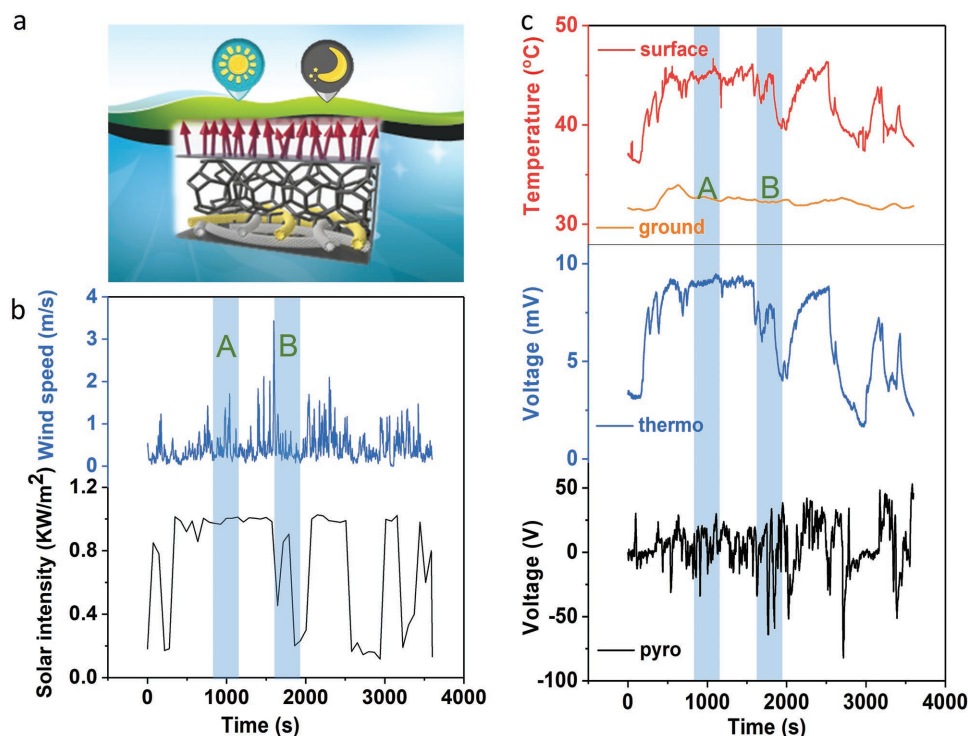 a
b
Wind speed (m/s)
4
3
2
1
0
A
B
Solar intensity (KW/m²)
1.2
0.8
0.4
0.0
0
1000
2000
3000
4000
Time (s)
c
Temperature (°C)
50
40
30
surface
A
B
ground
Voltage (mV)
10
5
0
thermo
Voltage (V)
50
0
-50
-100
pyro
0
1000
2000
3000
4000
Time (s)